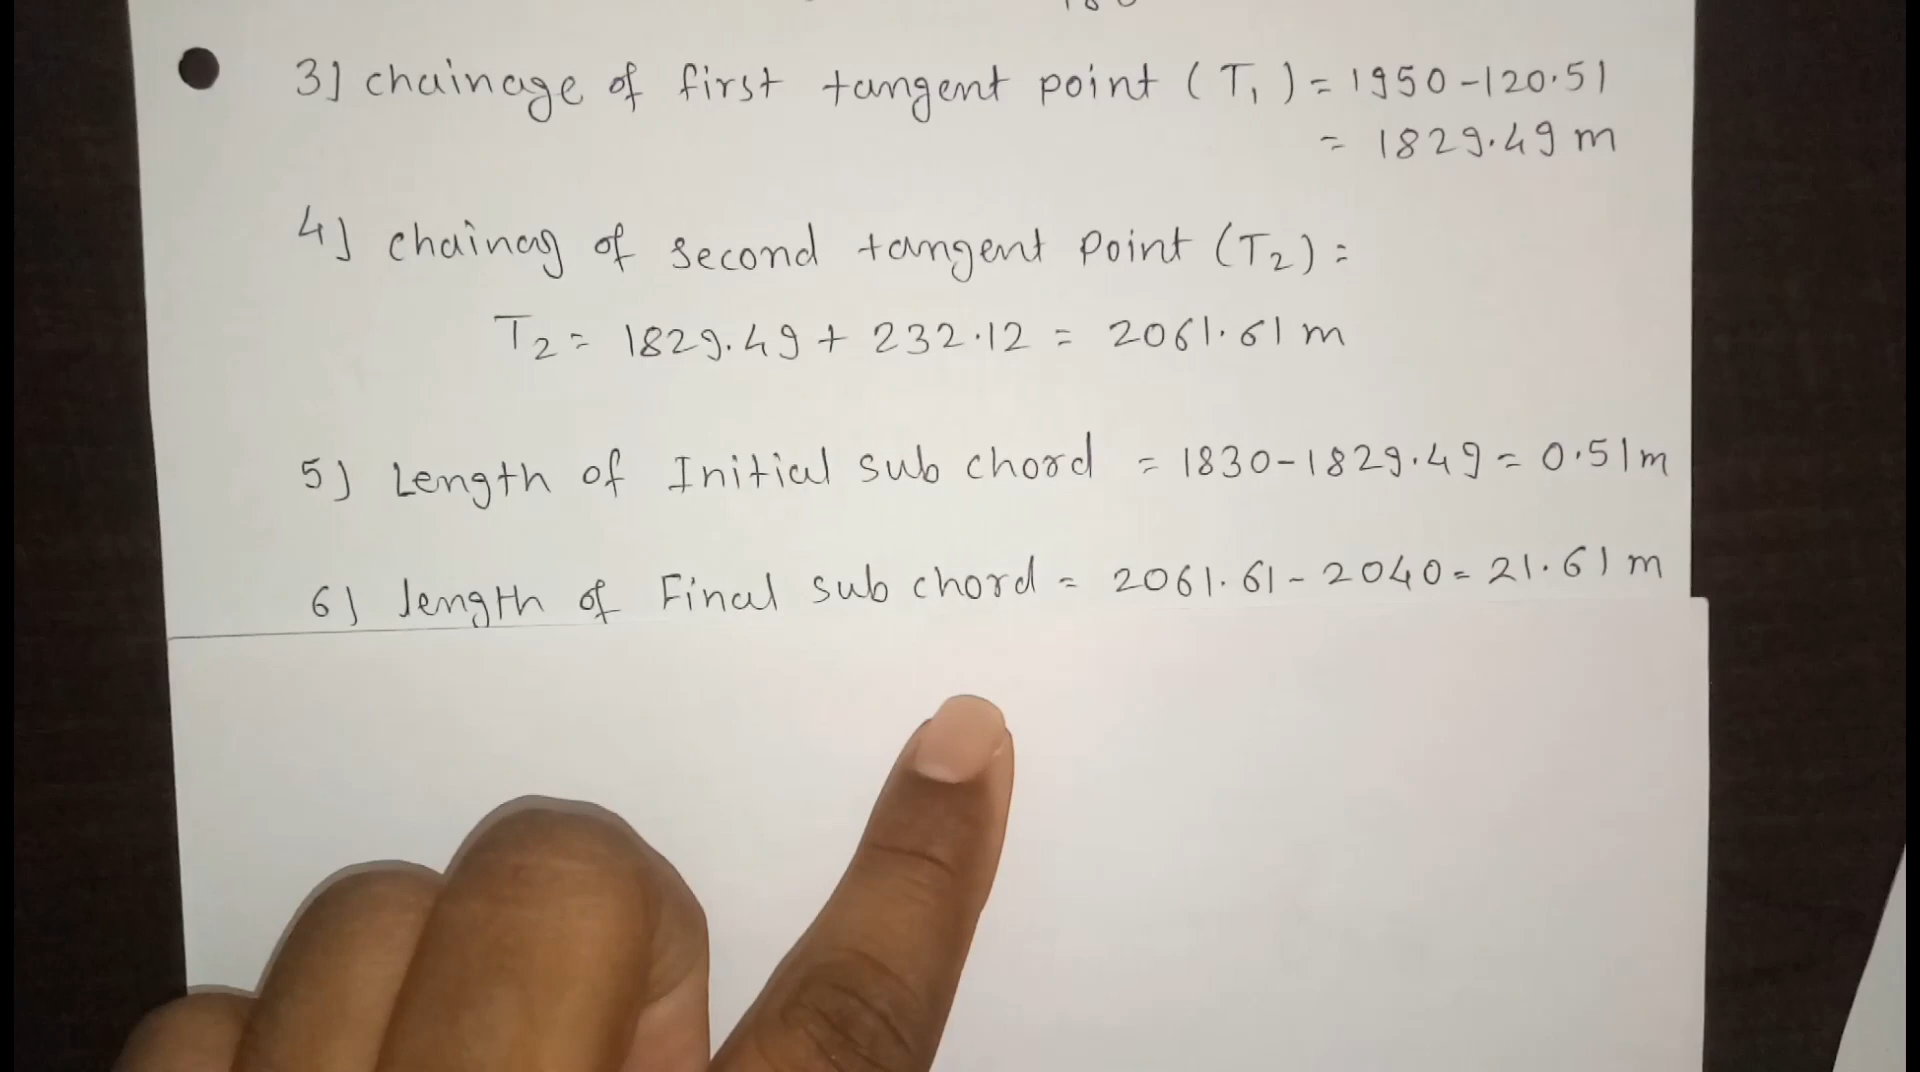 3] chainage of first tangent point (T1) = 1950-120.51
= 1829.49 m
4] chainag of second tangent point (T2) =
T2 = 1829.49 + 232.12 = 2061.61 m
5) Length of Initial sub chord = 1830-1829.49 = 0.51m
6) length of Final sub chord = 2061.61-2040 = 21.61 m